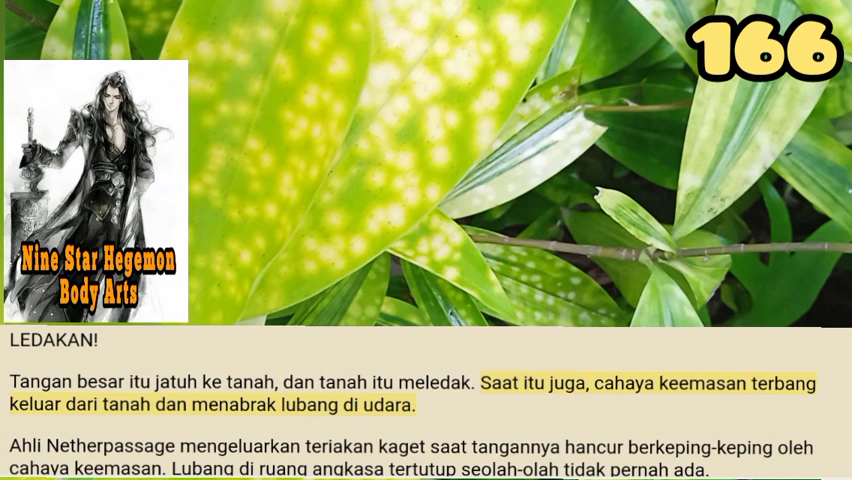 166
Nine Star Hegemon
Body Arts
LEDAKAN!
Tangan besar itu jatuh ke tanah, dan tanah itu meledak. Saat itu juga, cahaya keemasan terbang
keluar dari tanah dan menabrak lubang di udara.
Ahli Netherpassage mengeluarkan teriakan kaget saat tangannya hancur berkeping-keping oleh
cahaya keemasan. Lubang di ruang angkasa tertutup seolah-olah tidak pernah ada.